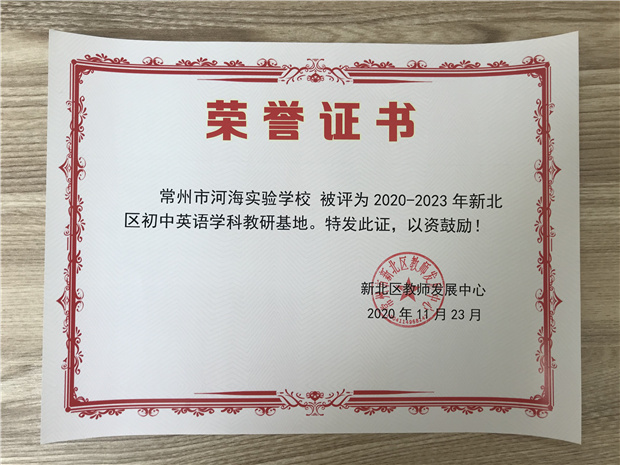 荣誉证书
常州市河海实验学校 被评为 2020-2023 年新北
区初中英语学科教研基地。特发此证，以资鼓励！
新北区教师发展中心
2020 年 11 月 23 日